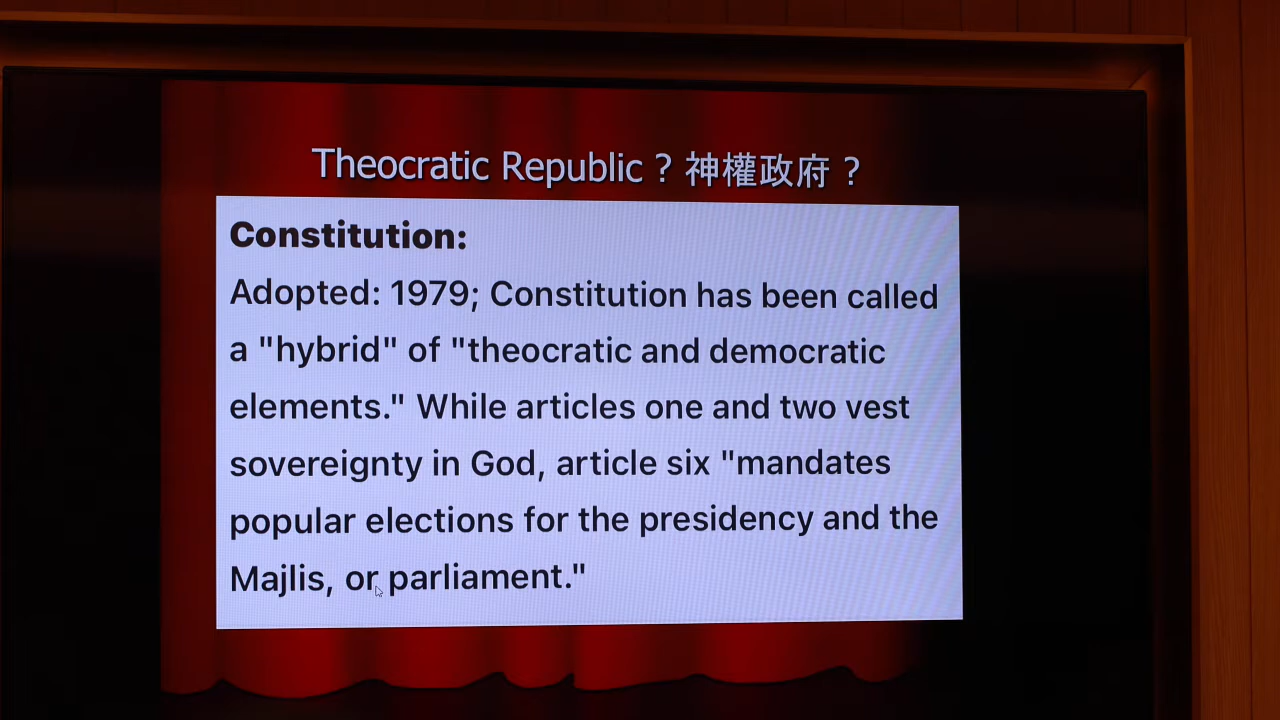 Theocratic Republic ? 神權政府 ?
Constitution:
Adopted: 1979; Constitution has been called
a "hybrid" of "theocratic and democratic
elements." While articles one and two vest
sovereignty in God, article six "mandates
popular elections for the presidency and the
Majlis, or parliament."